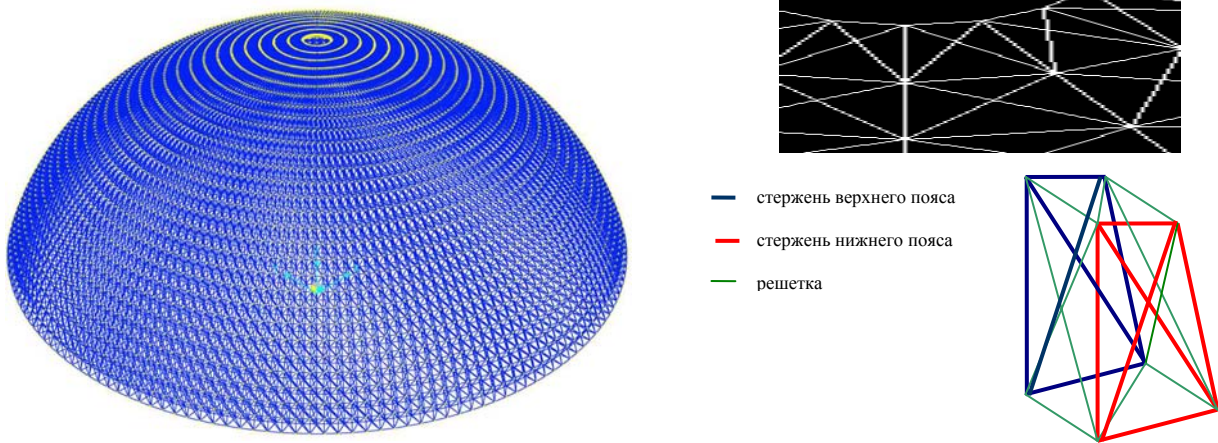 стержень верхнего пояса
стержень нижнего пояса
решетка